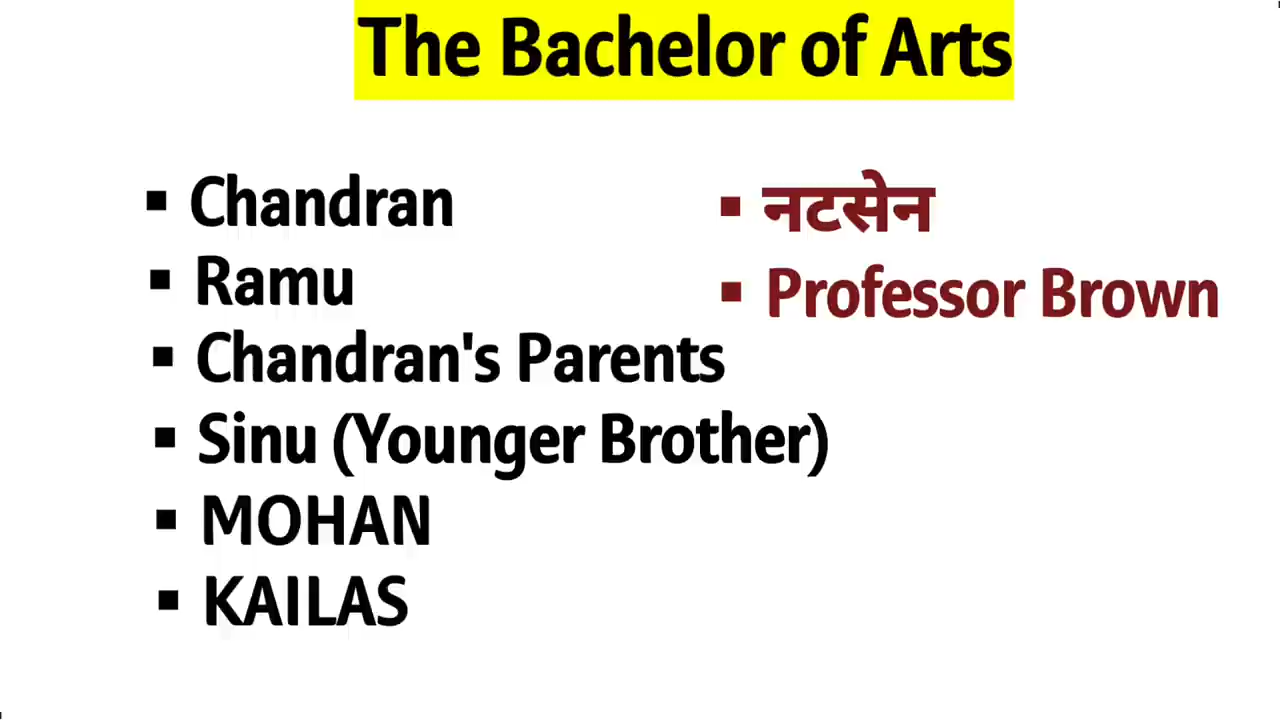 The Bachelor of Arts
▪ Chandran
▪ Ramu
▪ Chandran's Parents
▪ Sinu (Younger Brother)
▪ MOHAN
▪ KAILAS
▪ नटसेन
▪ Professor Brown